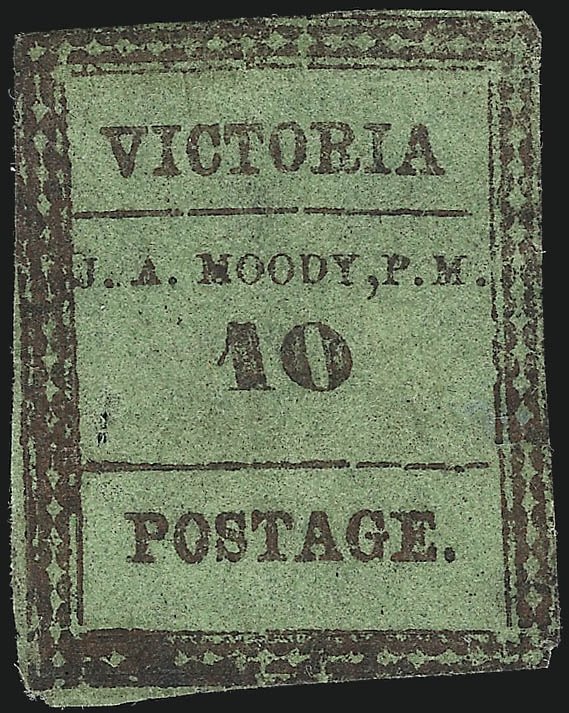 VICTORIA
J. A. MOODY, P. M.
10
POSTAGE.